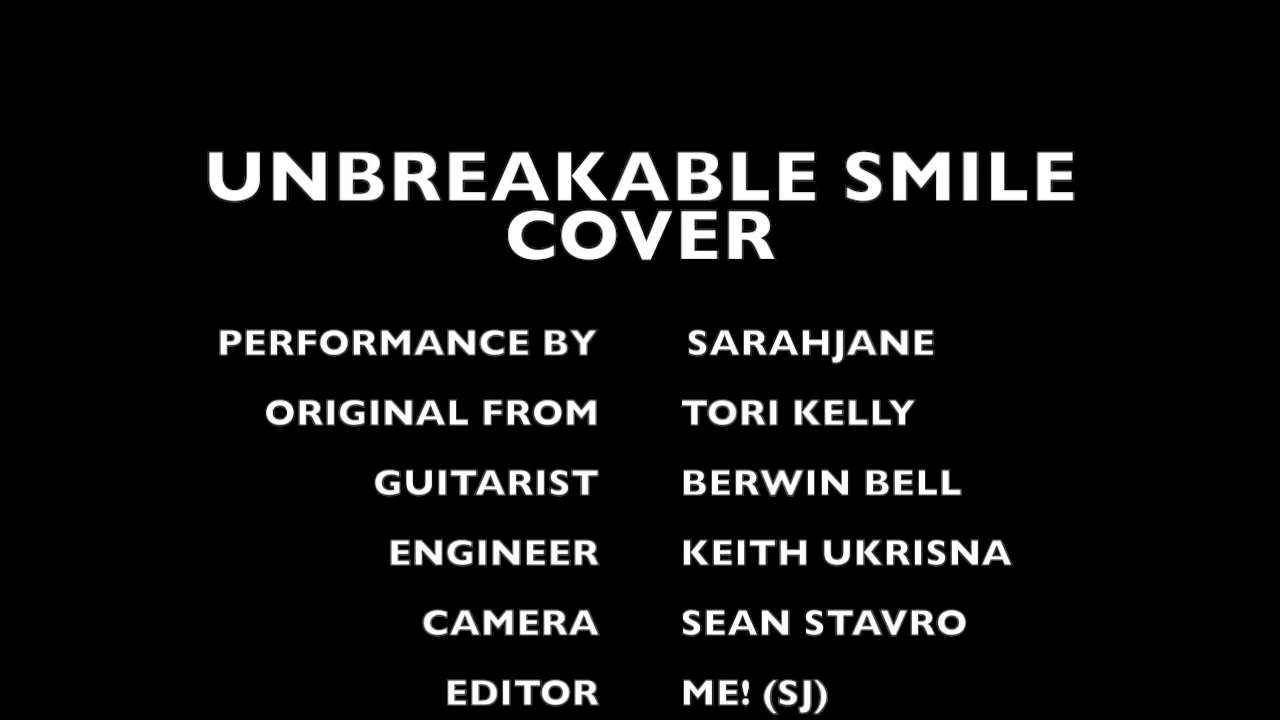 UNBREAKABLE SMILE
COVER
PERFORMANCE BY SARAHJANE
ORIGINAL FROM TORI KELLY
GUITARIST BERWIN BELL
ENGINEER KEITH UKRISNA
CAMERA SEAN STAVRO
EDITOR ME! (SJ)